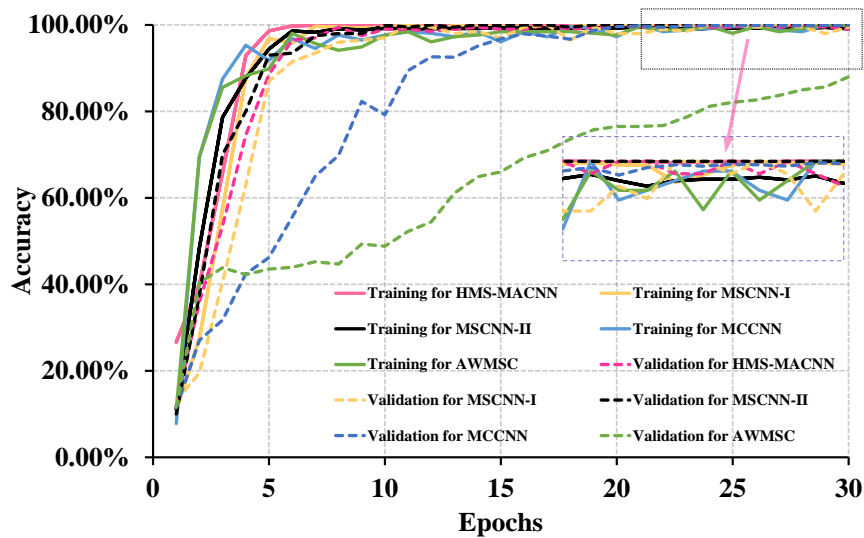 100.00%
80.00%
60.00%
40.00%
20.00%
0.00%
Accuracy
Training for HMS-MACNN
Training for MSCNN-I
Training for MSCNN-II
Training for MCCNN
Training for AWMSC
Validation for HMS-MACNN
Validation for MSCNN-I
Validation for MSCNN-II
Validation for MCCNN
Validation for AWMSC
0 5 10 15 20 25 30
Epochs